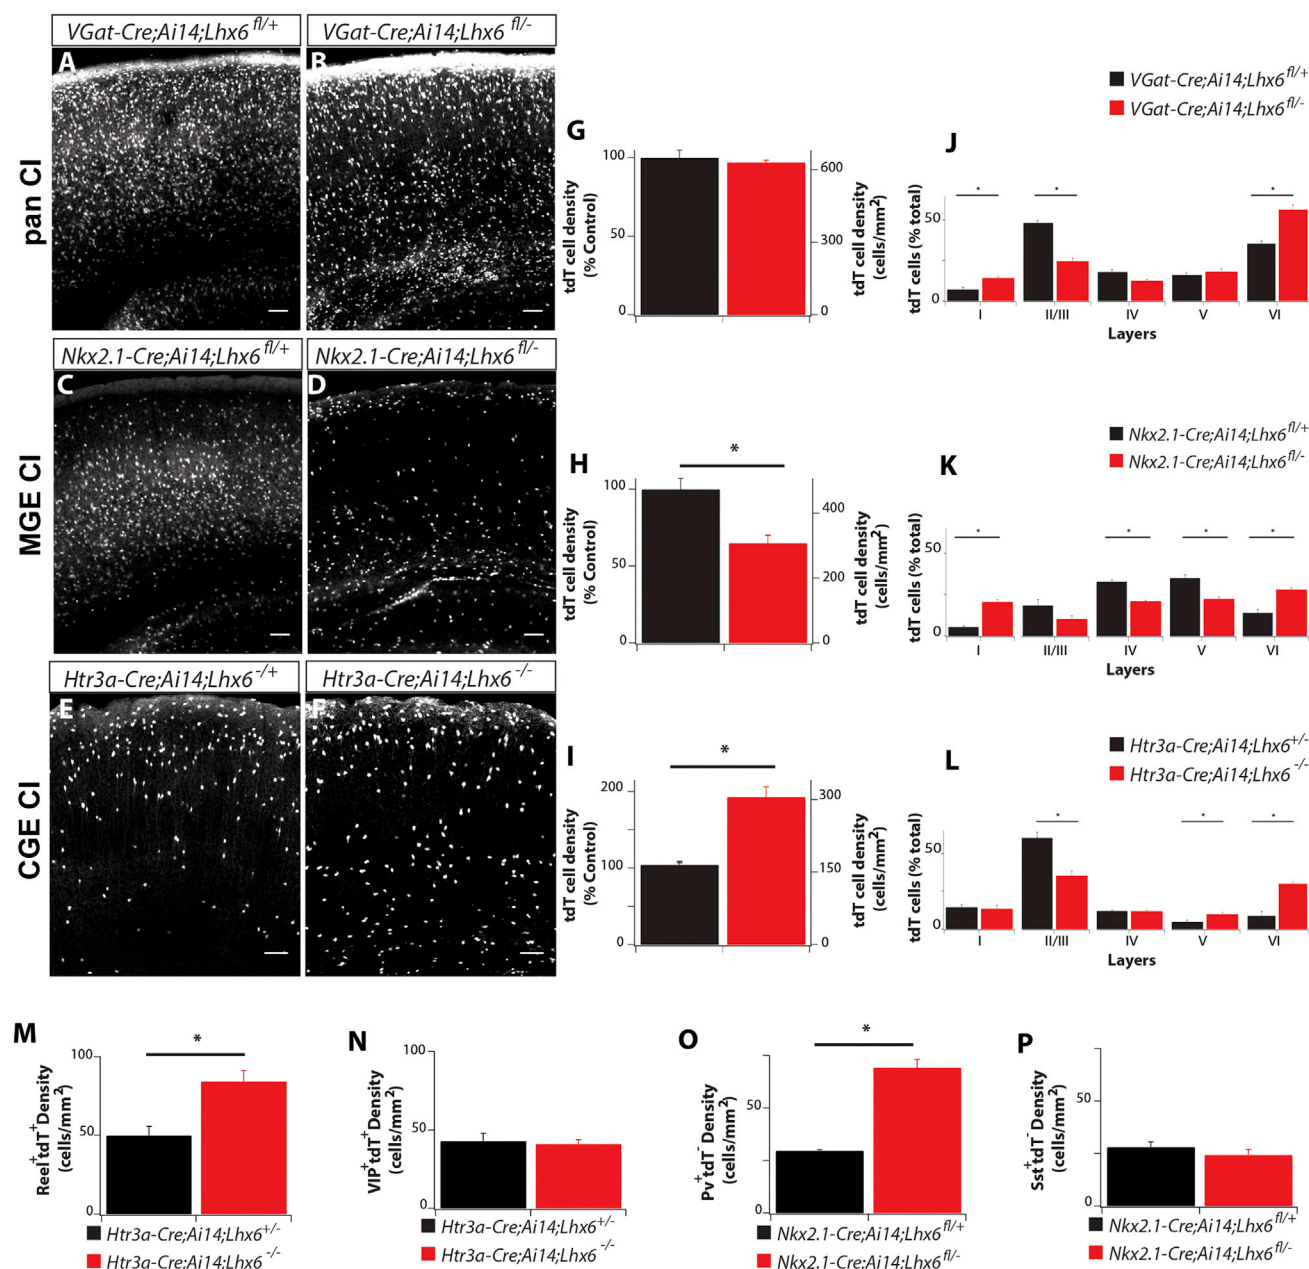 VGat-Cre;Ai14;Lhx6 fl/+
VGat-Cre;Ai14;Lhx6 fl/-
A
B
pan CI
Nkx2.1-Cre;Ai14;Lhx6 fl/+
Nkx2.1-Cre;Ai14;Lhx6 fl/-
C
D
MGE CI
Htr3a-Cre;Ai14;Lhx6 -/+
Htr3a-Cre;Ai14;Lhx6 -/-
E
F
CGE CI
G
tdT cell density
(% Control)
100
50
0
600
300
0
tdT cell density
(cells/mm2)
VGat-Cre;Ai14;Lhx6 fl/+
VGat-Cre;Ai14;Lhx6 fl/-
J
tdT cells (% total)
50
0
* * *
I II/III IV V VI
Layers
H
*
tdT cell density
(% Control)
100
50
0
400
200
0
tdT cell density
(cells/mm2)
Nkx2.1-Cre;Ai14;Lhx6 fl/+
Nkx2.1-Cre;Ai14;Lhx6 fl/-
K
tdT cells (% total)
50
0
* * * *
I II/III IV V VI
Layers
I
*
tdT cell density
(% Control)
200
100
0
300
150
0
tdT cell density
(cells/mm2)
Htr3a-Cre;Ai14;Lhx6 +/-
Htr3a-Cre;Ai14;Lhx6 -/-
L
tdT cells (% total)
50
0
* * *
I II/III IV V VI
Layers
M
*
Reel+tdT+ Density
(cells/mm2)
100
50
0
Htr3a-Cre;Ai14;Lhx6 +/-
Htr3a-Cre;Ai14;Lhx6 -/-
N
VIP+tdT+ Density
(cells/mm2)
100
50
0
Htr3a-Cre;Ai14;Lhx6 +/-
Htr3a-Cre;Ai14;Lhx6 -/-
O
*
Pv+tdT- Density
(cells/mm2)
50
0
Nkx2.1-Cre;Ai14;Lhx6 fl/+
Nkx2.1-Cre;Ai14;Lhx6 fl/-
P
Sst+tdT- Density
(cells/mm2)
50
0
Nkx2.1-Cre;Ai14;Lhx6 fl/+
Nkx2.1-Cre;Ai14;Lhx6 fl/-